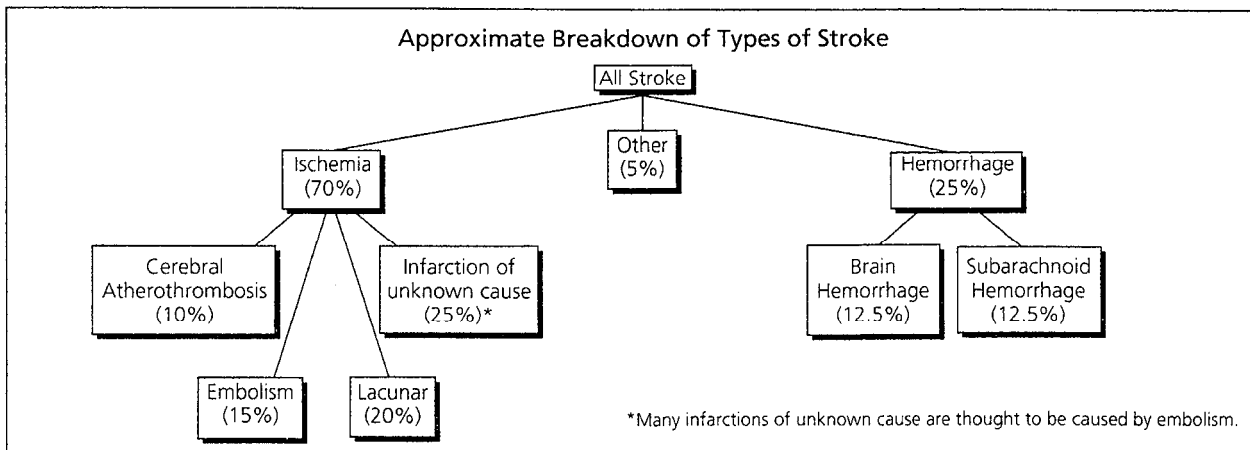 Approximate Breakdown of Types of Stroke
All Stroke
Other
(5%)
Ischemia
(70%)
Hemorrhage
(25%)
Cerebral
Atherothrombosis
(10%)
Infarction of
unknown cause
(25%)*
Brain
Hemorrhage
(12.5%)
Subarachnoid
Hemorrhage
(12.5%)
Embolism
(15%)
Lacunar
(20%)
*Many infarctions of unknown cause are thought to be caused by embolism.